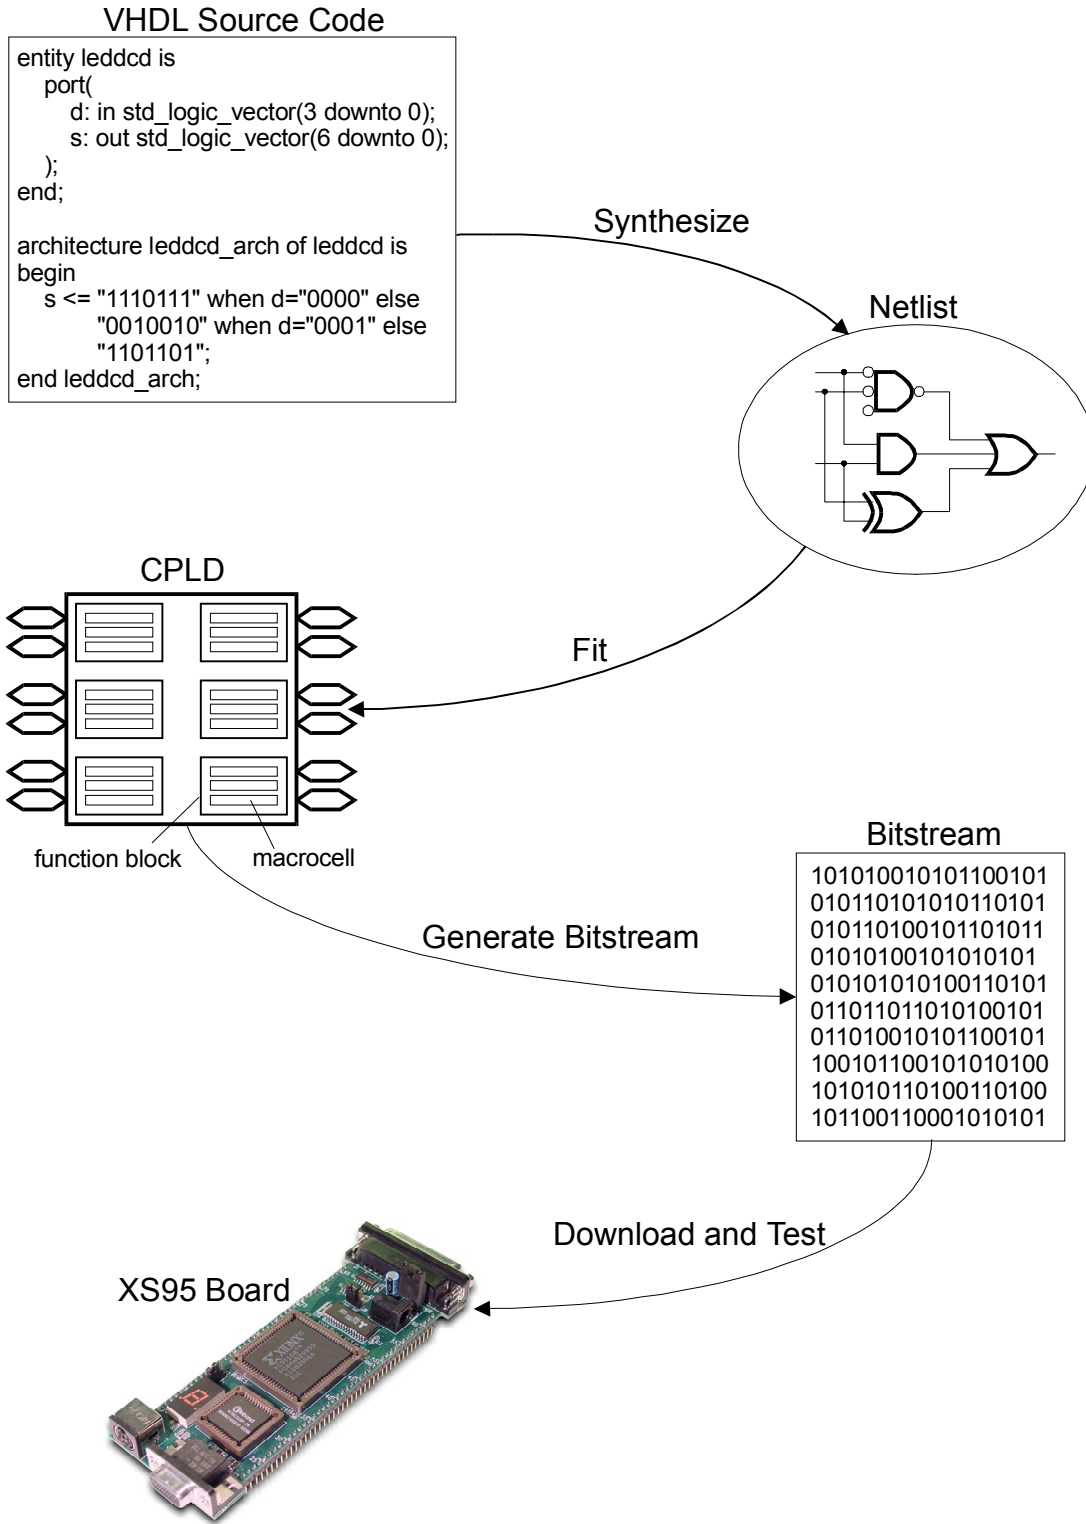 VHDL Source Code
entity leddcd is
port(
d: in std_logic_vector(3 downto 0);
s: out std_logic_vector(6 downto 0);
);
end;
architecture leddcd_arch of leddcd is
begin
s <= "1110111" when d="0000" else
"0010010" when d="0001" else
"1101101";
end leddcd_arch;
Synthesize
Netlist
CPLD
Fit
function block
macrocell
Generate Bitstream
Bitstream
101010010101100101
010110101010110101
010110100101101011
01010100101010101
010101010100110101
011011011010100101
011010010101100101
100101100101010100
101010110100110100
101100110001010101
Download and Test
XS95 Board
XILINX